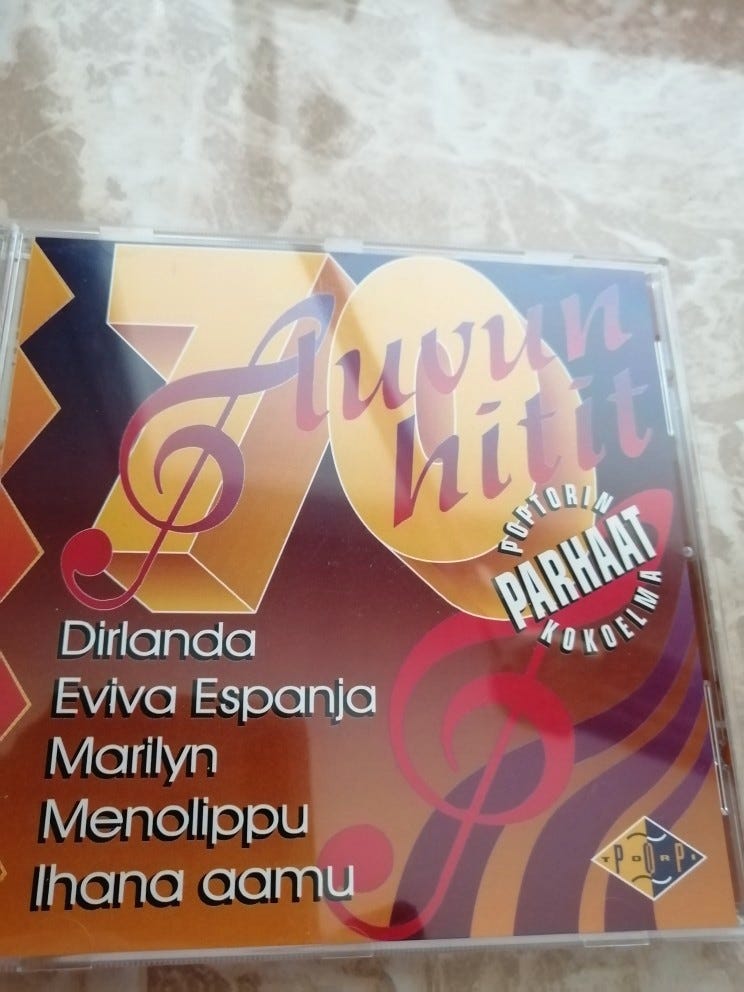 70
luvun
hitit
POPTORIN
PARHAAT
KOKOELMA
Dirlanda
Eviva Espanja
Marilyn
Menolippu
Ihana aamu